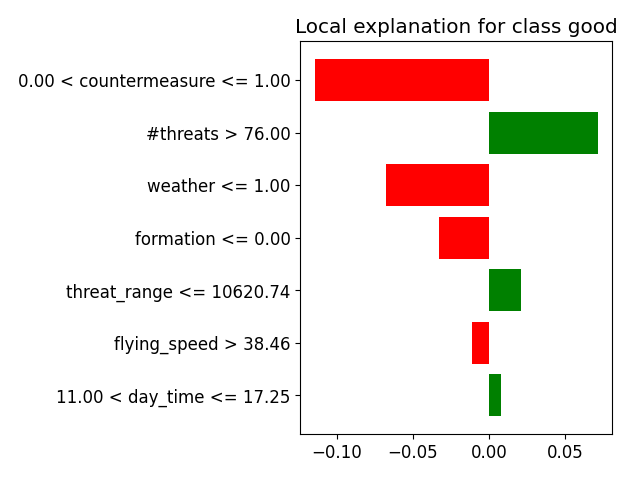 Local explanation for class good
0.00 < countermeasure <= 1.00
#threats > 76.00
weather <= 1.00
formation <= 0.00
threat_range <= 10620.74
flying_speed > 38.46
11.00 < day_time <= 17.25
−0.10 −0.05 0.00 0.05